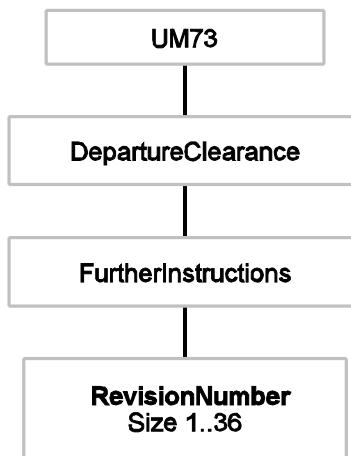 UM73
DepartureClearance
FurtherInstructions
RevisionNumber
Size 1..36